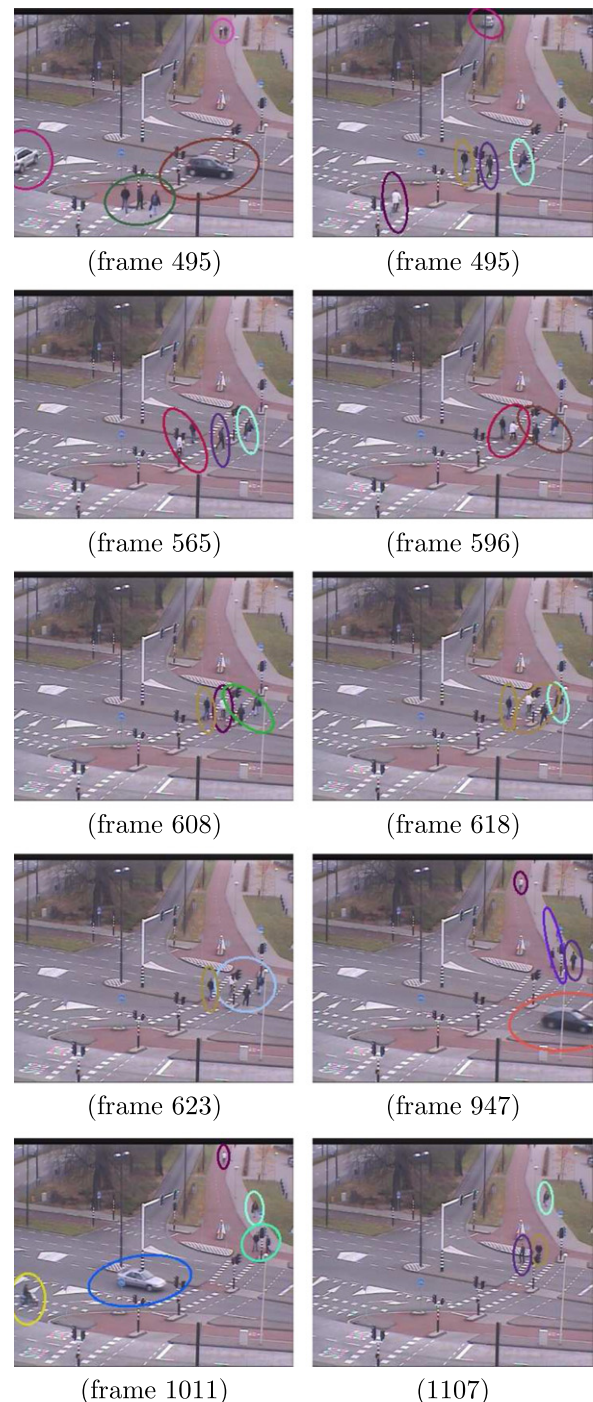 (frame 495) (frame 495)
(frame 565) (frame 596)
(frame 608) (frame 618)
(frame 623) (frame 947)
(frame 1011) (1107)